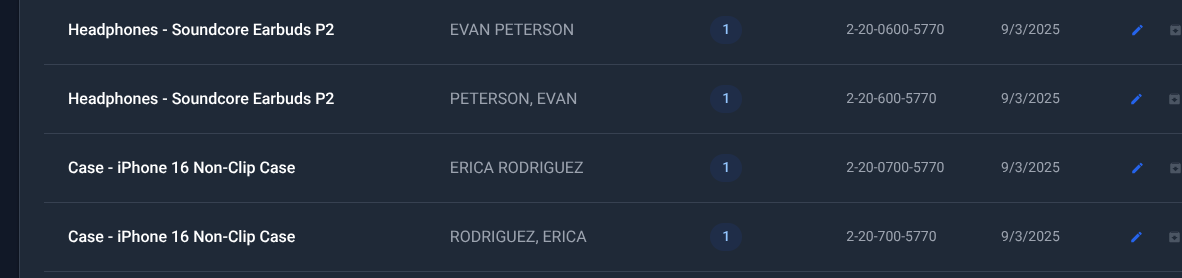 Headphones - Soundcore Earbuds P2 EVAN PETERSON 1 2-20-0600-5770 9/3/2025
Headphones - Soundcore Earbuds P2 PETERSON, EVAN 1 2-20-600-5770 9/3/2025
Case - iPhone 16 Non-Clip Case ERICA RODRIGUEZ 1 2-20-0700-5770 9/3/2025
Case - iPhone 16 Non-Clip Case RODRIGUEZ, ERICA 1 2-20-700-5770 9/3/2025